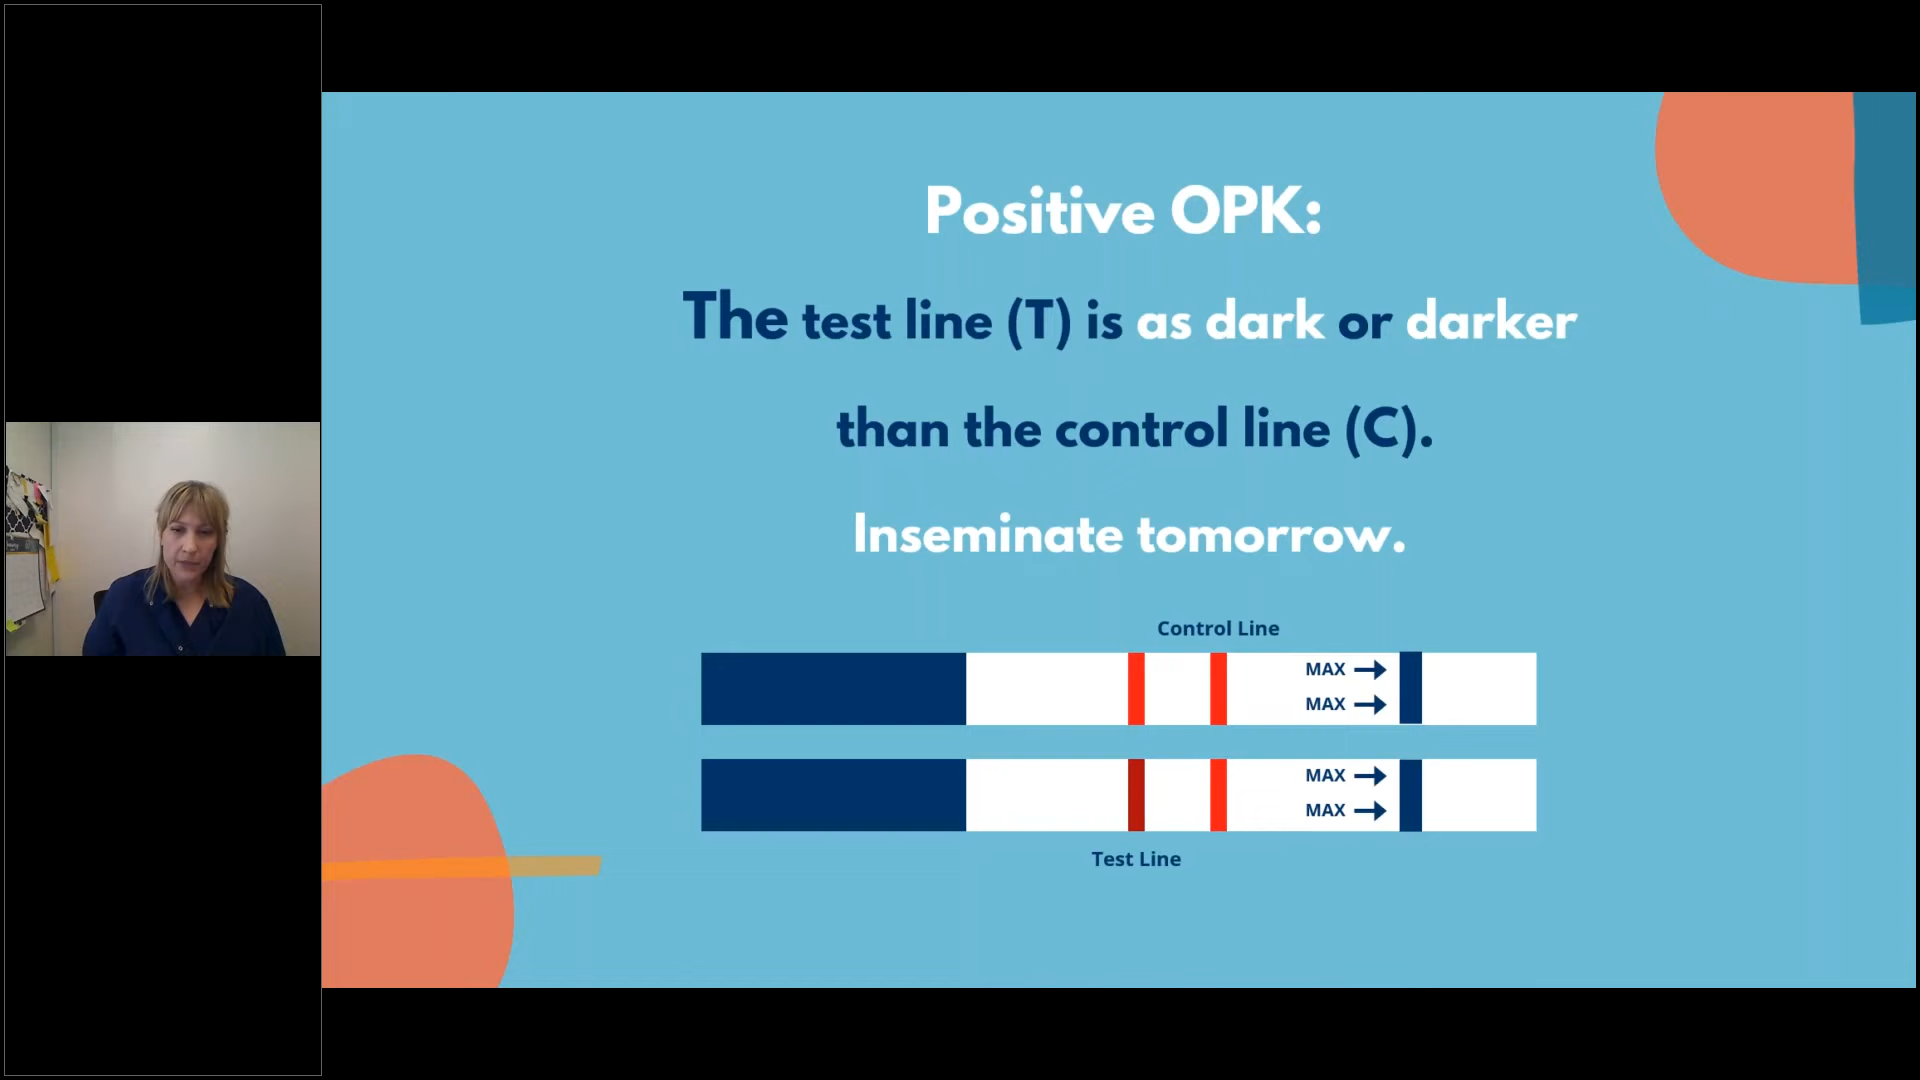 Positive OPK:
The test line (T) is as dark or darker
than the control line (C).
Inseminate tomorrow.
Control Line
MAX
MAX
MAX
MAX
Test Line